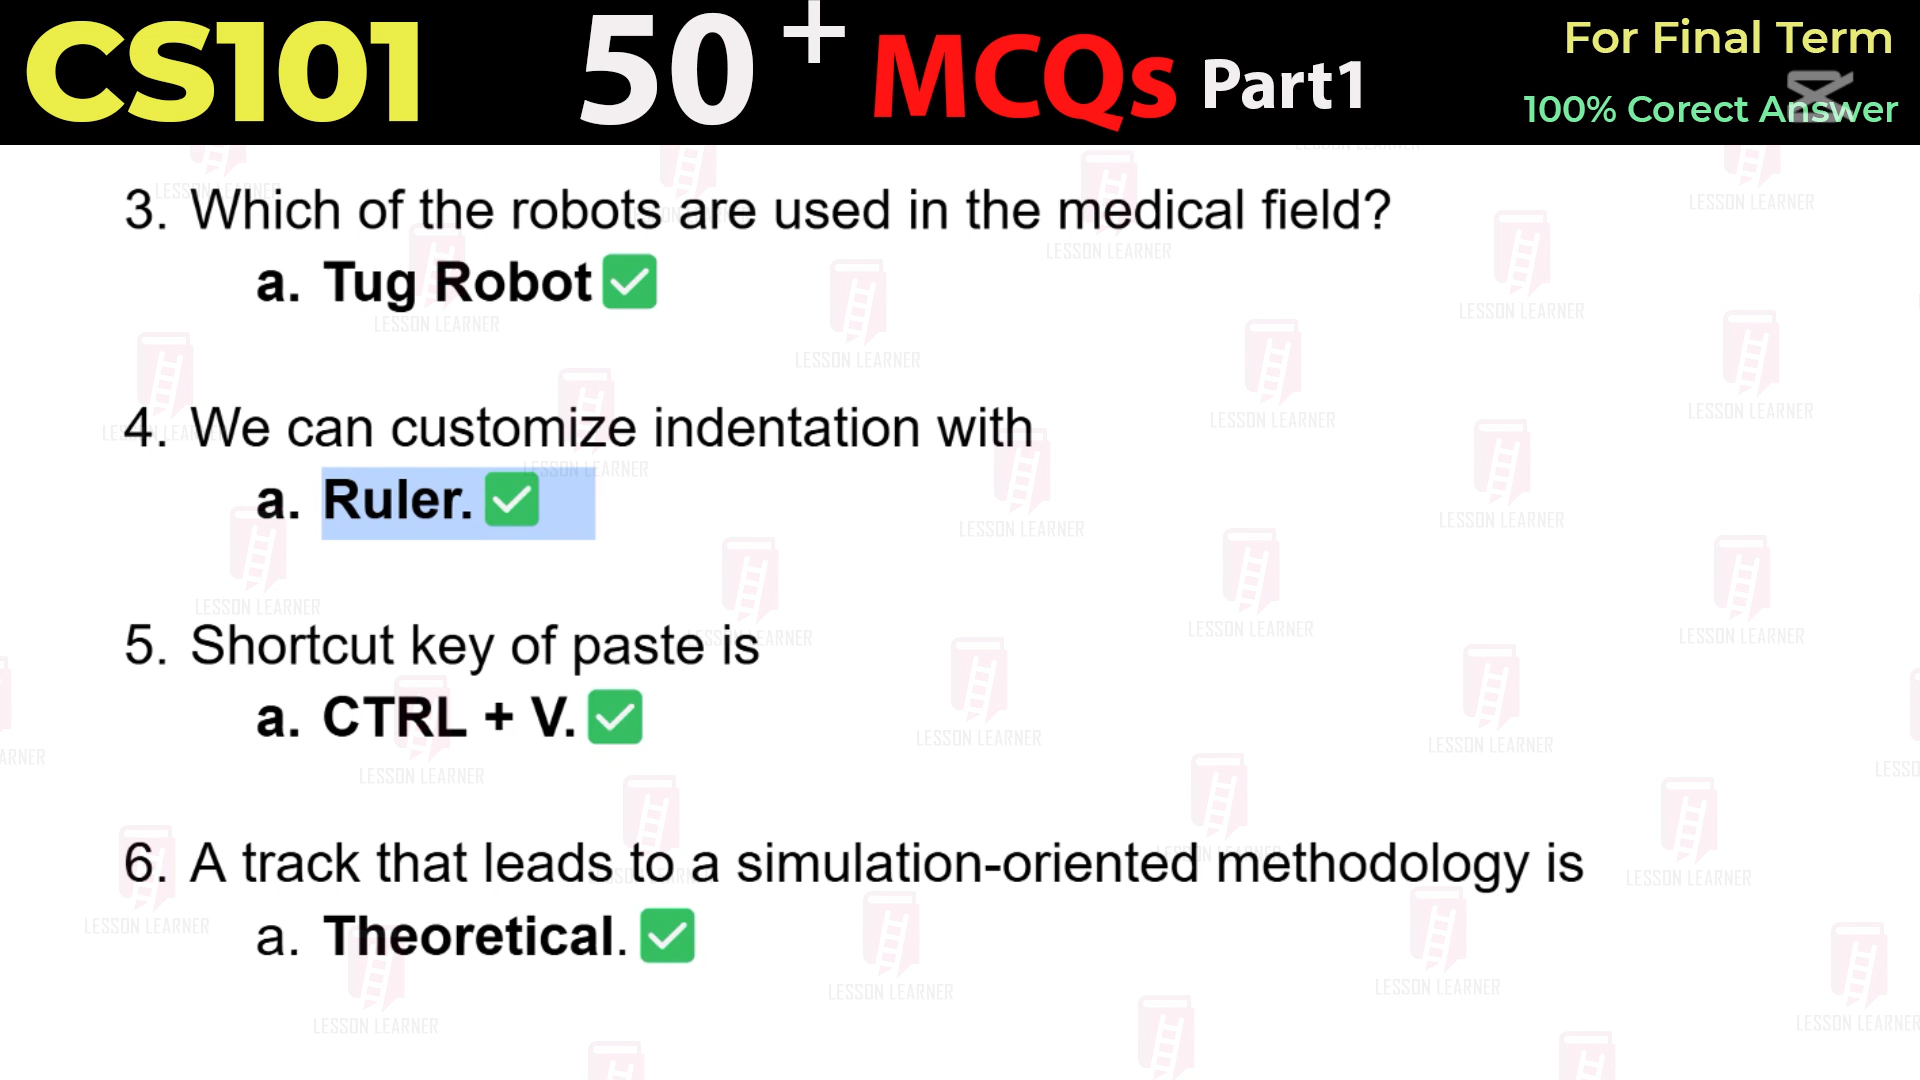 CS101 50+ MCQs Part1
For Final Term
100% Corect Answer
3. Which of the robots are used in the medical field?
a. Tug Robot ✅
4. We can customize indentation with
a. Ruler. ✅
5. Shortcut key of paste is
a. CTRL + V. ✅
6. A track that leads to a simulation-oriented methodology is
a. Theoretical. ✅
LESSON LEARNER